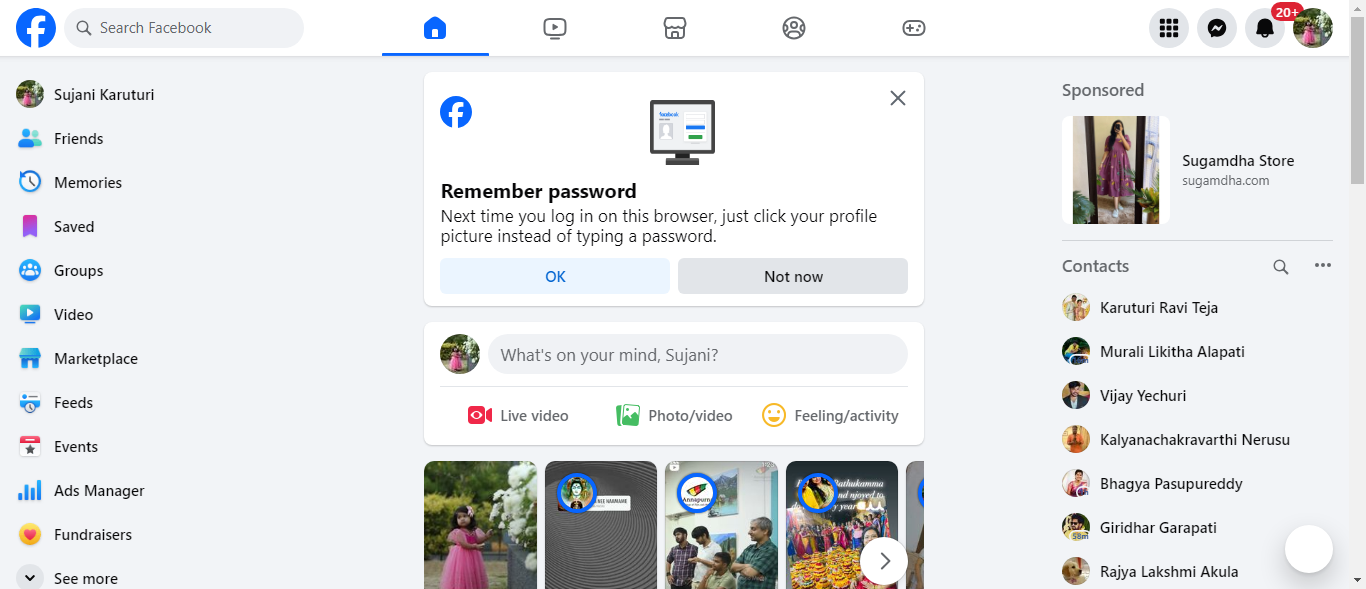 Search Facebook
20+
Sujani Karuturi
Friends
Memories
Saved
Groups
Video
Marketplace
Feeds
Events
Ads Manager
Fundraisers
See more
facebook
Remember password
Next time you log in on this browser, just click your profile
picture instead of typing a password.
OK
Not now
What's on your mind, Sujani?
Live video
Photo/video
Feeling/activity
Annapurna
Sponsored
Sugamdha Store
sugamdha.com
Contacts
Karuturi Ravi Teja
Murali Likitha Alapati
Vijay Yechuri
Kalyanachakravarthi Nerusu
Bhagya Pasupureddy
Giridhar Garapati
58m
Rajya Lakshmi Akula